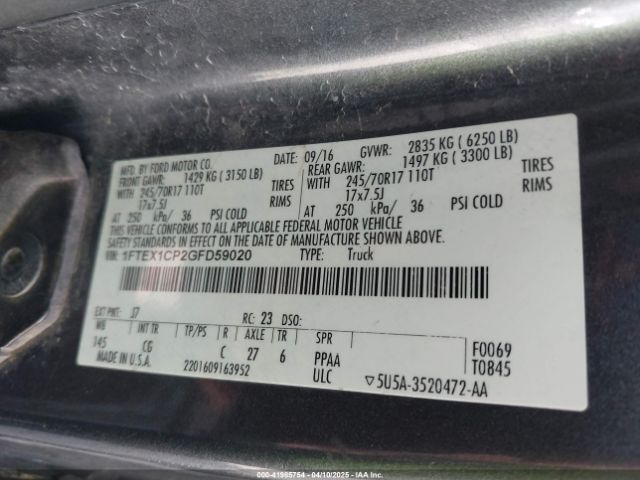 MFD. BY FORD MOTOR CO. DATE: 09/16 GVWR: 2835 KG ( 6250 LB)
FRONT GAWR: 1429 KG ( 3150 LB) REAR GAWR: 1497 KG ( 3300 LB)
WITH 245/70R17 110T TIRES WITH 245/70R17 110T TIRES
17x7.5J RIMS 17x7.5J RIMS
AT 250 kPa/ 36 PSI COLD AT 250 kPa/ 36 PSI COLD
THIS VEHICLE CONFORMS TO ALL APPLICABLE FEDERAL MOTOR VEHICLE
SAFETY STANDARDS IN EFFECT ON THE DATE OF MANUFACTURE SHOWN ABOVE.
VIN: 1FTEX1CP2GFD59020 TYPE: Truck
EXT PNT: J7 RC: 23 DSO:
WB INT TR TP/PS R AXLE TR SPR
145 CG C 27 6 PPAA F0069
MADE IN U.S.A. 2201609163952 ULC T0845
▽5U5A-3520472-AA
000-41985754 - 04/10/2025 - IAA Inc.